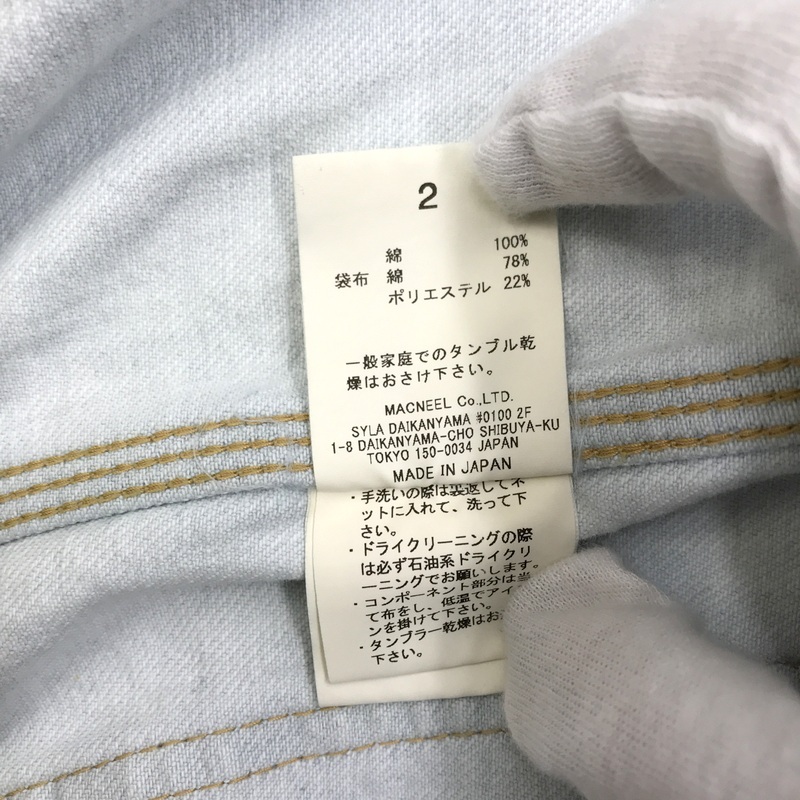 2
綿 100%
袋布 綿 78%
ポリエステル 22%
一般家庭でのタンブル乾
燥はおさけ下さい。
MACNEEL Co.,LTD.
SYLA DAIKANYAMA #0100 2F
1-8 DAIKANYAMA-CHO SHIBUYA-KU
TOKYO 150-0034 JAPAN
MADE IN JAPAN
・手洗いの際は裏返してネ
ットに入れて、洗って下
さい。
・ドライクリーニングの際
は必ず石油系ドライクリ
ーニングでお願いします。
・コンポーネント部分は当
て布をし、低温でアイ
ンを掛けて下さい。
・タンブラー乾燥はお
下さい。